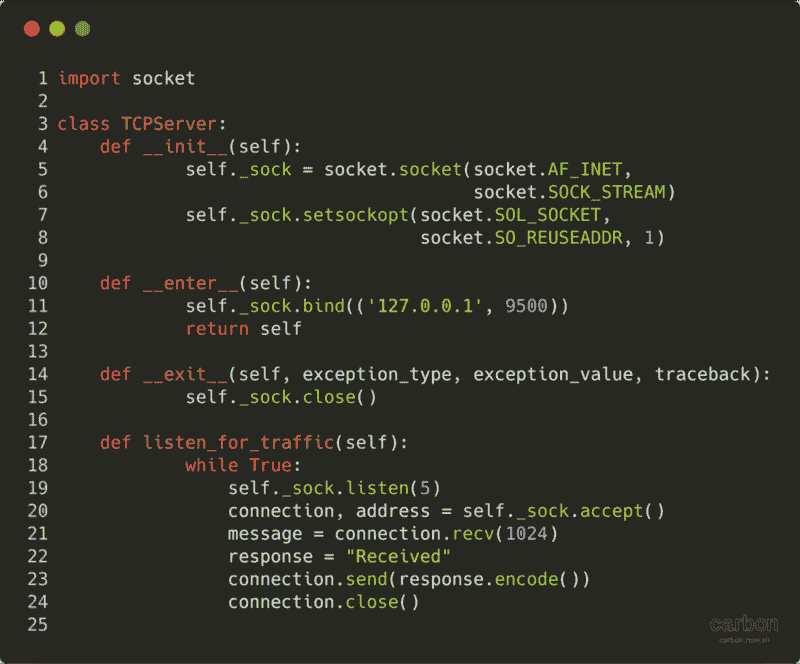 1 import socket
2
3 class TCPServer:
4     def __init__(self):
5             self._sock = socket.socket(socket.AF_INET,
6                                        socket.SOCK_STREAM)
7             self._sock.setsockopt(socket.SOL_SOCKET,
8                                   socket.SO_REUSEADDR, 1)
9
10     def __enter__(self):
11             self._sock.bind(('127.0.0.1', 9500))
12             return self
13
14     def __exit__(self, exception_type, exception_value, traceback):
15             self._sock.close()
16
17     def listen_for_traffic(self):
18             while True:
19                 self._sock.listen(5)
20                 connection, address = self._sock.accept()
21                 message = connection.recv(1024)
22                 response = "Received"
23                 connection.send(response.encode())
24                 connection.close()
25
carbon
carbon.now.sh